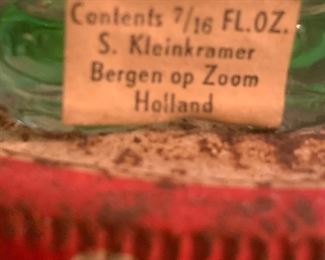 Contents 7/16 FL.OZ.
S. Kleinkramer
Bergen op Zoom
Holland